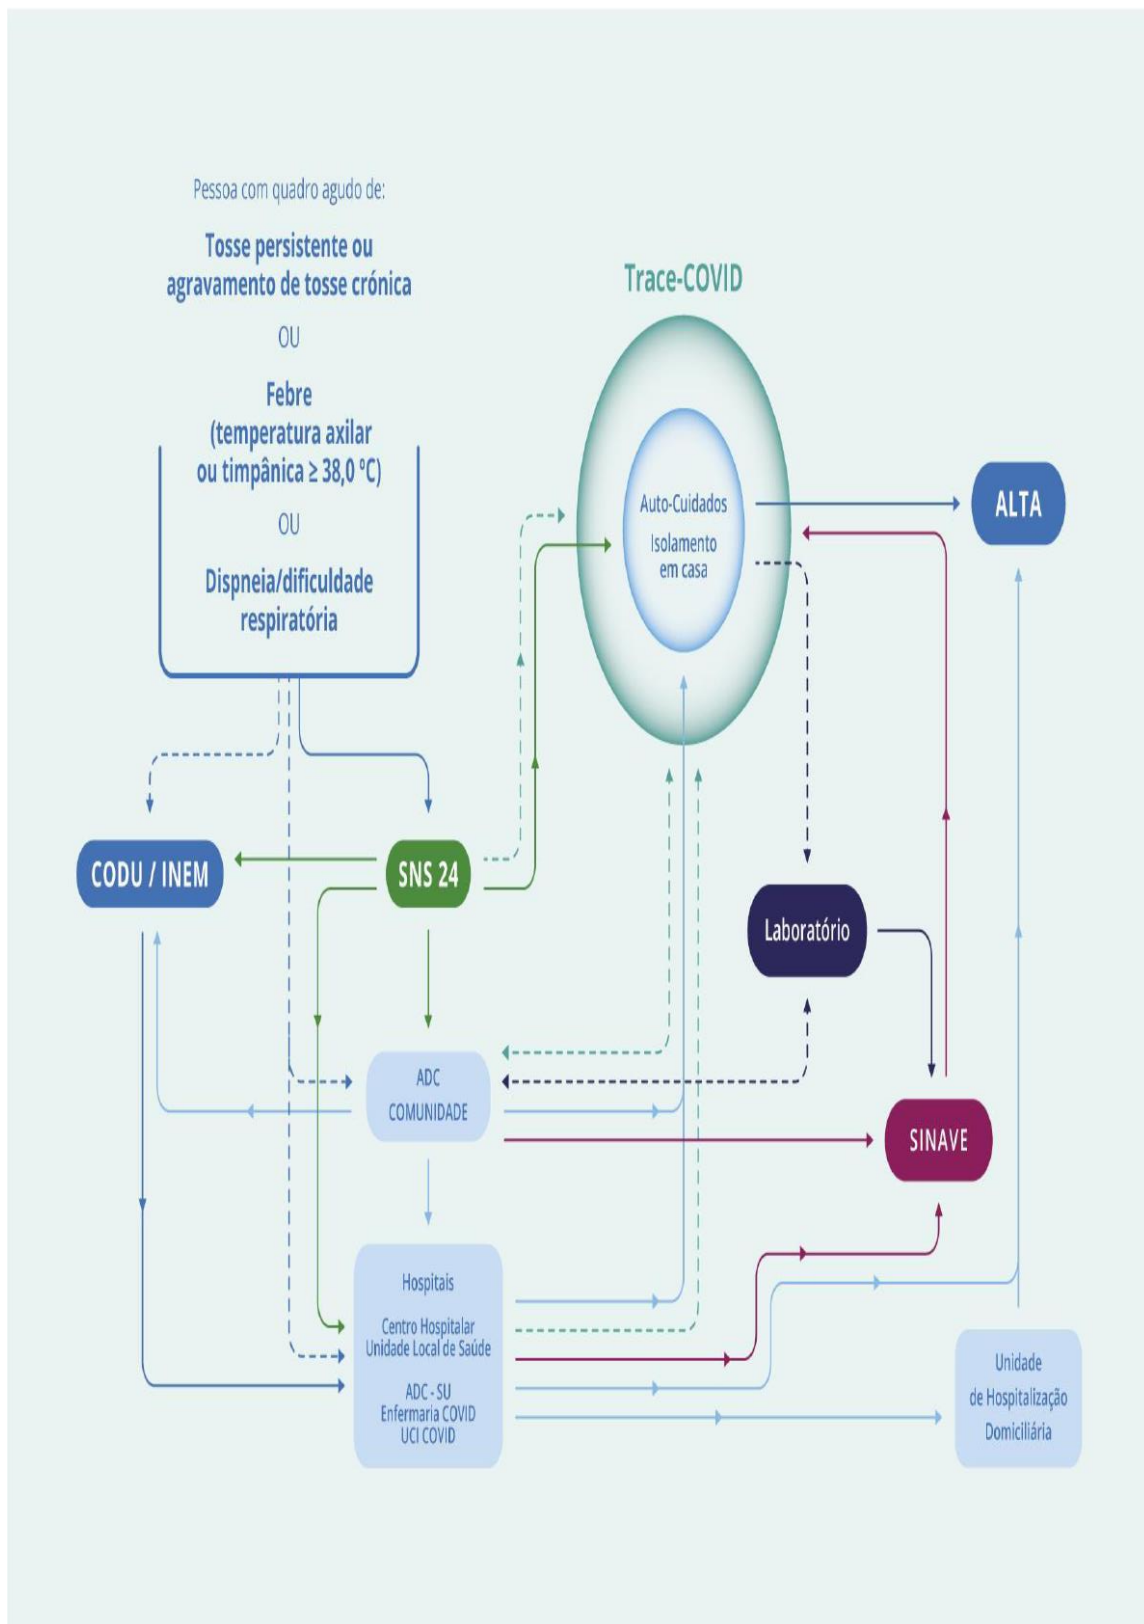 Pessoa com quadro agudo de:
Tosse persistente ou
agravamento de tosse crónica
OU
Febre
(temperatura axilar
ou timpânica ≥ 38,0 ºC)
OU
Dispneia/dificuldade
respiratória
Trace-COVID
Auto-Cuidados
Isolamento
em casa
ALTA
CODU / INEM
SNS 24
Laboratório
ADC
COMUNIDADE
SINAVE
Hospitais
Centro Hospitalar
Unidade Local de Saúde
ADC - SU
Enfermaria COVID
UCI COVID
Unidade
de Hospitalização
Domiciliária